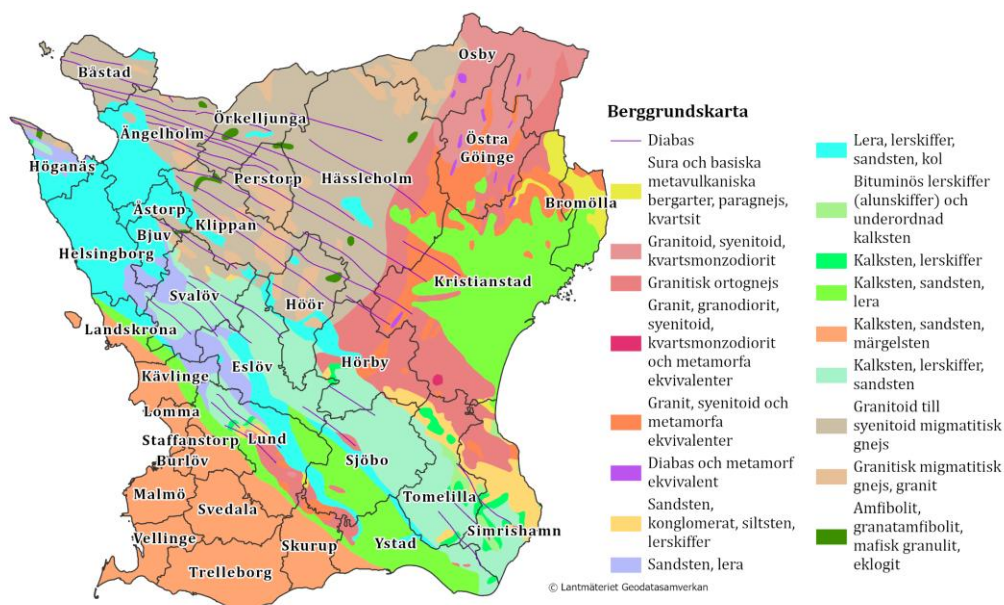 Osby
Båstad
Berggrundskarta
Örkelljunga
Ängelholm
Östra
Göinge
Höganäs
Perstorp
Hässleholm
Bromölla
Åstorp
Klippan
Bjuv
Helsingborg
Kristianstad
Svalöv
Höör
Landskrona
Eslöv
Hörby
Kävlinge
Lomma
Staffanstorp
Lund
Burlöv
Sjöbo
Malmö
Tomelilla
Svedala
Simrishamn
Vellinge
Skurup
Ystad
Trelleborg
Diabas
Sura och basiska
metavulkaniska
bergarter, paragnejs,
kvartsit
Granitoid, syenitoid,
kvartsmonzodiorit
Granitisk ortognejs
Granit, granodiorit,
syenitoid,
kvartsmonzodiorit
och metamorfa
ekvivalenter
Granit, syenitoid och
metamorfa
ekvivalenter
Diabas och metamorf
ekvivalent
Sandsten,
konglomerat, siltsten,
lerskiffer
Sandsten, lera
Lera, lerskiffer,
sandsten, kol
Bituminös lerskiffer
(alunskiffer) och
underordnad
kalksten
Kalksten, lerskiffer
Kalksten, sandsten,
lera
Kalksten, sandsten,
märgelsten
Kalksten, lerskiffer,
sandsten
Granitoid till
syenitoid migmatitisk
gnejs
Granitisk migmatitisk
gnejs, granit
Amfibolit,
granatamfibolit,
mafisk granulit,
eklogit
© Lantmäteriet Geodatasamverkan